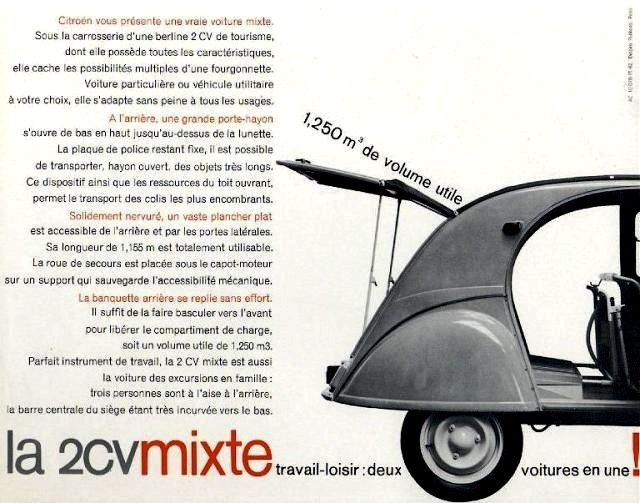 Citroën vous présente une vraie voiture mixte.
Sous la carrosserie d'une berline 2 CV de tourisme,
dont elle possède toutes les caractéristiques,
elle cache les possibilités multiples d'une fourgonnette.
Voiture particulière ou véhicule utilitaire
à votre choix, elle s'adapte sans peine à tous les usages.
A l'arrière, une grande porte-hayon
s'ouvre de bas en haut jusqu'au-dessus de la lunette.
La plaque de police restant fixe, il est possible
de transporter, hayon ouvert, des objets très longs.
Ce dispositif ainsi que les ressources du toit ouvrant,
permet le transport des colis les plus encombrants.
Solidement nervuré, un vaste plancher plat
est accessible de l'arrière et par les portes latérales.
Sa longueur de 1,155 m est totalement utilisable.
La roue de secours est placée sous le capot-moteur
sur un support qui sauvegarde l'accessibilité mécanique.
La banquette arrière se replie sans effort.
Il suffit de la faire basculer vers l'avant
pour libérer le compartiment de charge,
soit un volume utile de 1,250 m3.
Parfait instrument de travail, la 2 CV mixte est aussi
la voiture des excursions en famille :
trois personnes sont à l'aise à l'arrière,
la barre centrale du siège étant très incurvée vers le bas.
1,250 m³ de volume utile
la 2CVmixte
travail-loisir : deux voitures en une !